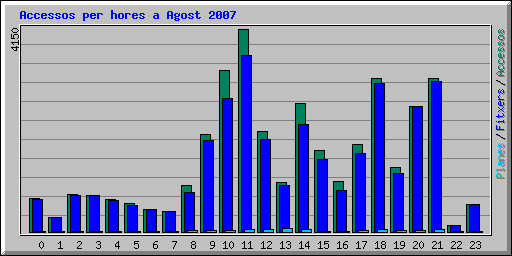 Accessos per hores a Agost 2007
4150
Planes / Fitxers / Accessos
0 1 2 3 4 5 6 7 8 9 10 11 12 13 14 15 16 17 18 19 20 21 22 23